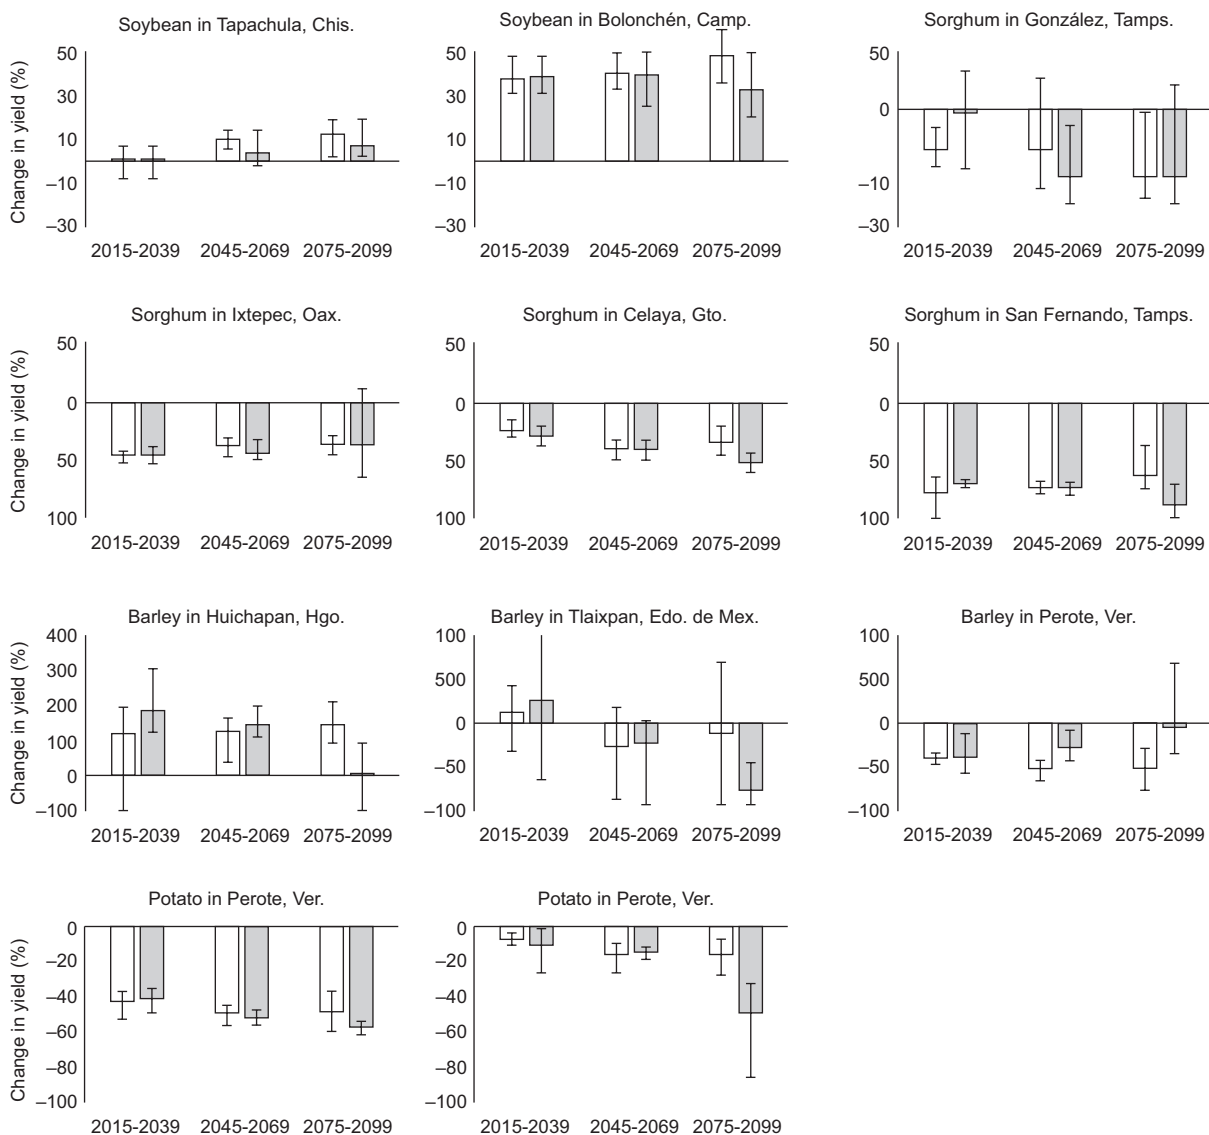 Soybean in Tapachula, Chis.
Change in yield (%)
50
30
10
–10
–30
2015-2039 2045-2069 2075-2099
Soybean in Bolonchén, Camp.
50
30
10
–10
–30
2015-2039 2045-2069 2075-2099
Sorghum in González, Tamps.
50
0
–10
–30
2015-2039 2045-2069 2075-2099
Sorghum in Ixtepec, Oax.
Change in yield (%)
50
0
50
100
2015-2039 2045-2069 2075-2099
Sorghum in Celaya, Gto.
50
0
50
100
2015-2039 2045-2069 2075-2099
Sorghum in San Fernando, Tamps.
50
0
50
100
2015-2039 2045-2069 2075-2099
Barley in Huichapan, Hgo.
Change in yield (%)
400
300
200
100
0
–100
2015-2039 2045-2069 2075-2099
Barley in Tlaixpan, Edo. de Mex.
100
500
0
–50
–100
2015-2039 2045-2069 2075-2099
Barley in Perote, Ver.
100
500
0
–50
–100
2015-2039 2045-2069 2075-2099
Potato in Perote, Ver.
Change in yield (%)
0
–20
–40
–60
–80
–100
2015-2039 2045-2069 2075-2099
Potato in Perote, Ver.
0
–20
–40
–60
–80
–100
2015-2039 2045-2069 2075-2099